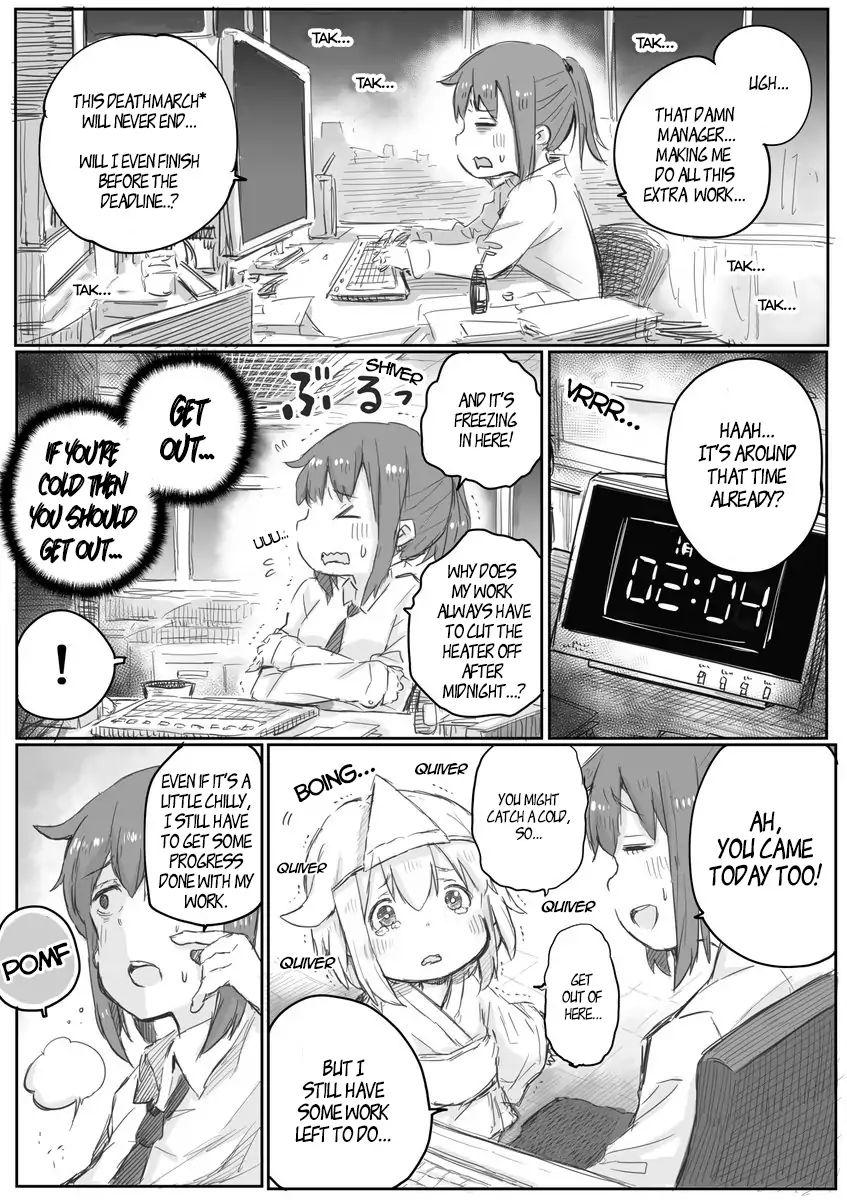 UGH...
THAT DAMN
MANAGER...
MAKING ME
DO ALL THIS
EXTRA WORK...
TAK...
TAK...
TAK...
TAK...
THIS DEATHMARCH*
WILL NEVER END...
WILL I EVEN FINISH
BEFORE THE
DEADLINE..?
TAK...
TAK...
TAK...
VRRR...
HAAH...
IT'S AROUND
THAT TIME
ALREADY?
02:04
AND IT'S
FREEZING
IN HERE!
SHIVER
ぶるっ
UUU...
WHY DOES
MY WORK
ALWAYS HAVE
TO CUT THE
HEATER OFF
AFTER
MIDNIGHT...?
GET
OUT...
IF YOU'RE
COLD THEN
YOU SHOULD
GET OUT...
!
AH,
YOU CAME
TODAY TOO!
YOU MIGHT
CATCH A COLD,
SO...
GET
OUT OF
HERE...
BOING...
QUIVER
QUIVER
QUIVER
QUIVER
BUT I
STILL HAVE
SOME WORK
LEFT TO DO...
EVEN IF IT'S A
LITTLE CHILLY,
I STILL HAVE
TO GET SOME
PROGRESS
DONE WITH MY
WORK.
POMF